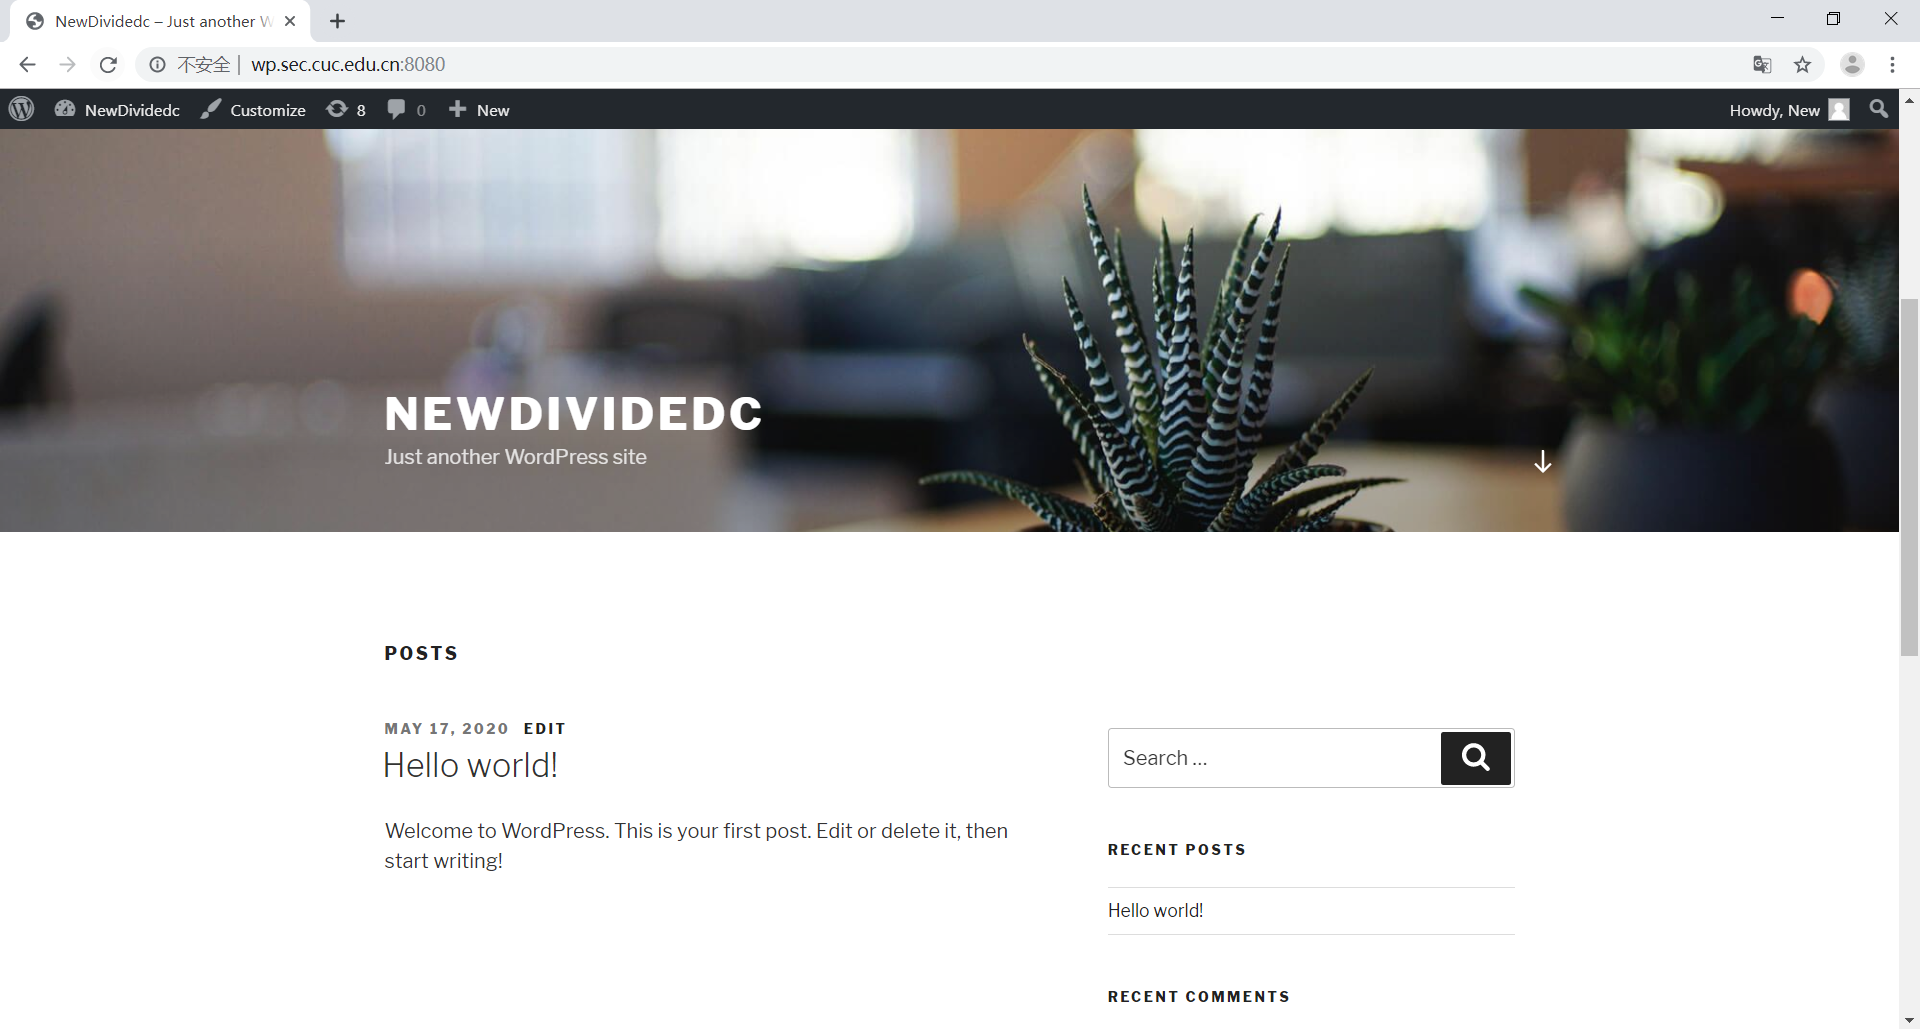 NewDividedc – Just another W
不安全 | wp.sec.cuc.edu.cn:8080
NewDividedc Customize 8 0 New Howdy, New
NEWDIVIDEDC
Just another WordPress site
POSTS
MAY 17, 2020 EDIT
Hello world!
Welcome to WordPress. This is your first post. Edit or delete it, then
start writing!
Search …
RECENT POSTS
Hello world!
RECENT COMMENTS